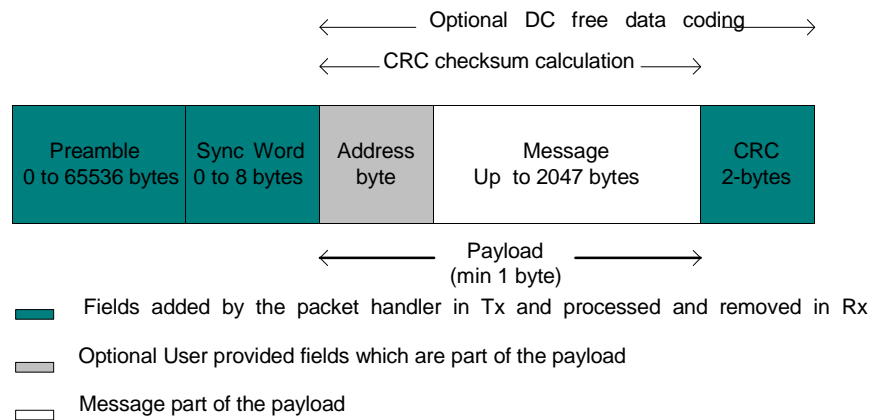 Optional DC free data coding
CRC checksum calculation
Preamble
0 to 65536 bytes
Sync Word
0 to 8 bytes
Address
byte
Message
Up to 2047 bytes
CRC
2-bytes
Payload
(min 1 byte)
Fields added by the packet handler in Tx and processed and removed in Rx
Optional User provided fields which are part of the payload
Message part of the payload